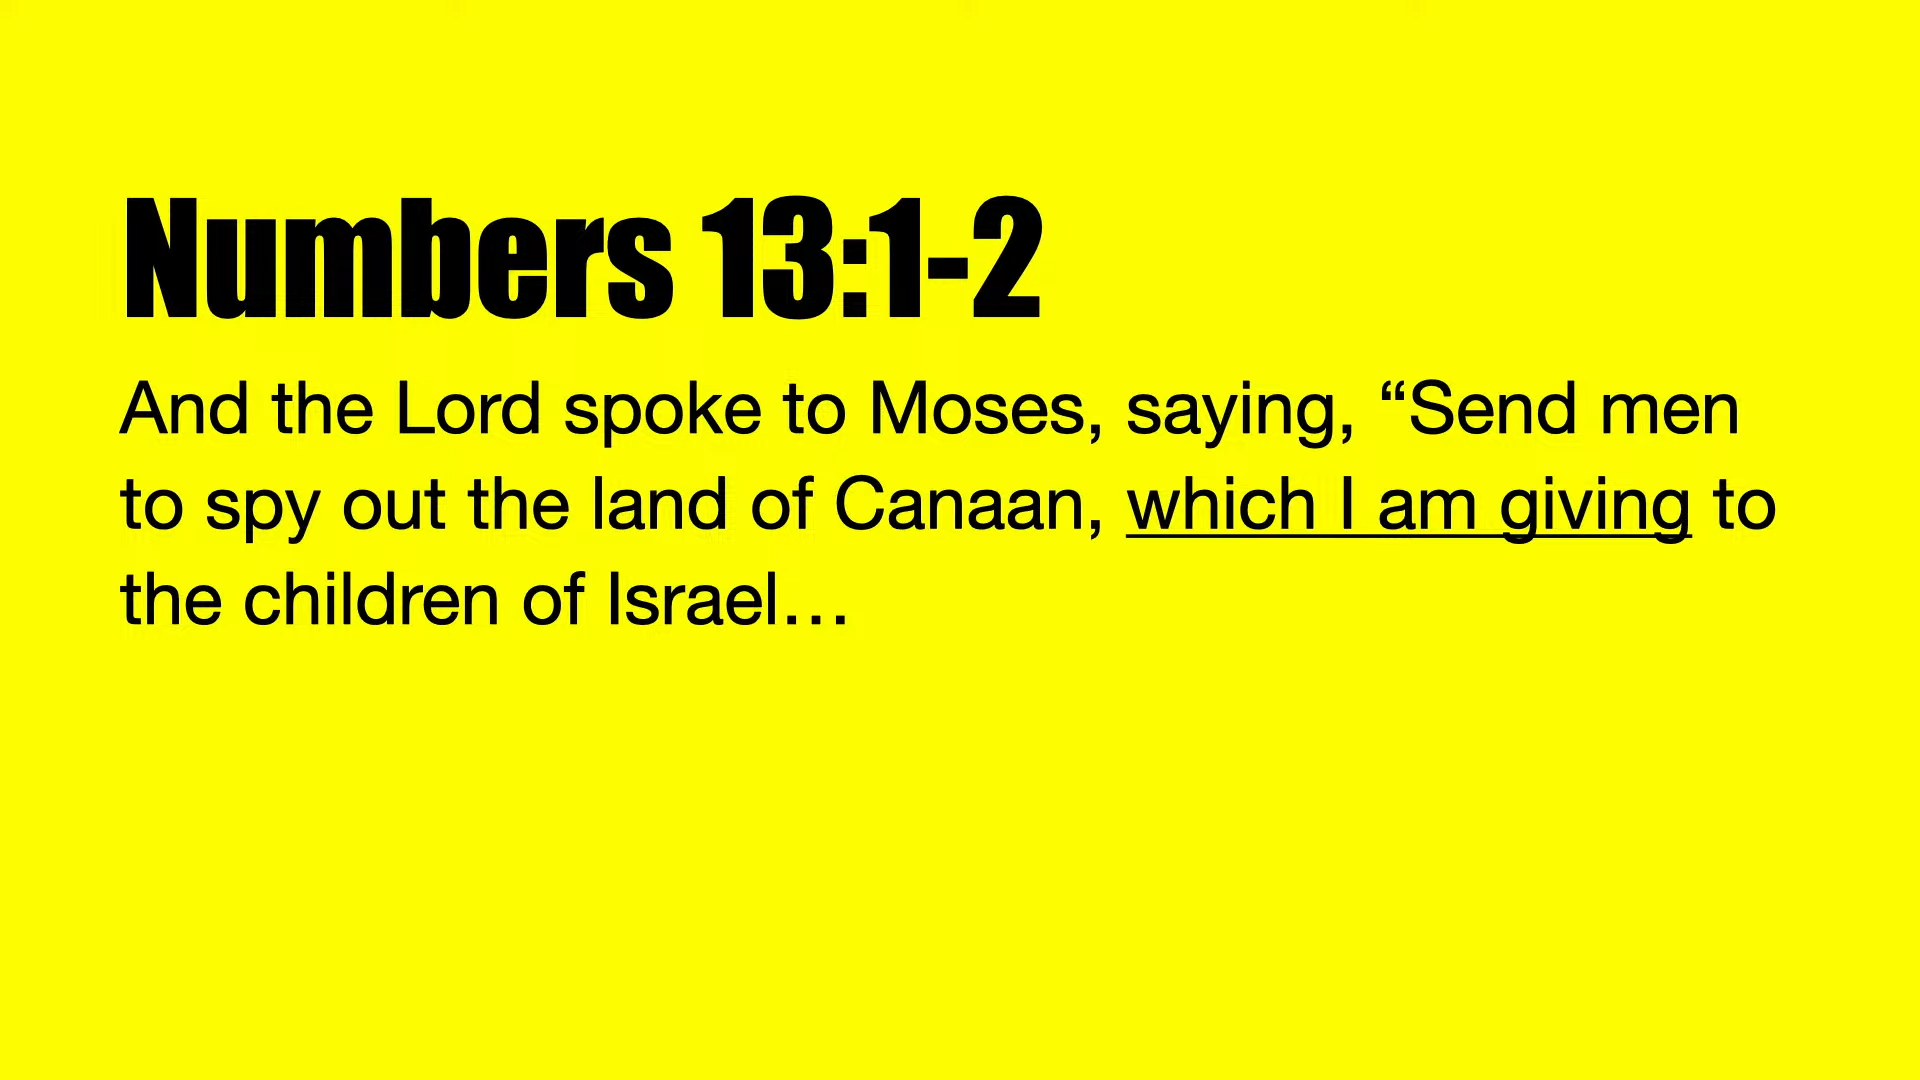 Numbers 13:1-2
And the Lord spoke to Moses, saying, “Send men
to spy out the land of Canaan, which I am giving to
the children of Israel…